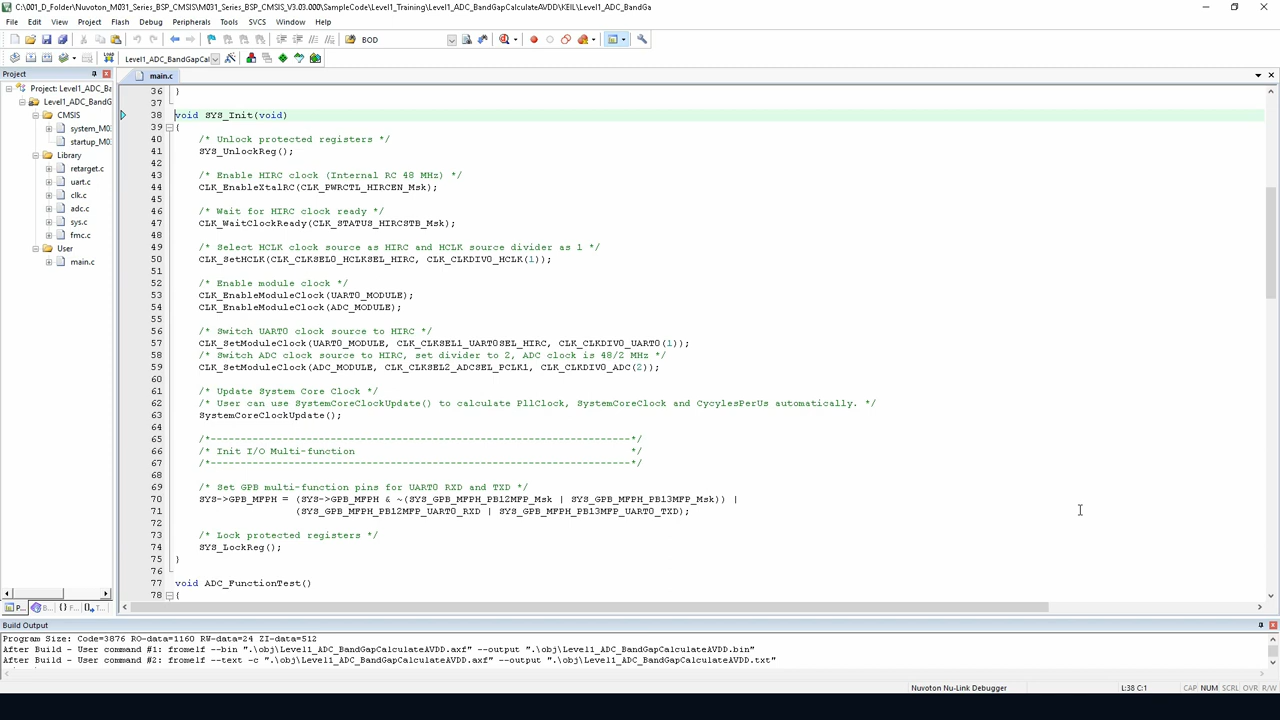 C:\001_D_Folder\Nuvoton_M031_Series_BSP_CMSIS\M031_Series_BSP_CMSIS_V3.03.000\SampleCode\Level1_Training\Level1_ADC_BandGapCalculateAVDD\KEIL\Level1_ADC_BandGa
File Edit View Project Flash Debug Peripherals Tools SVCS Window Help
BOD
Level1_ADC_BandGapCal
Project
main.c
Project: Level1_ADC_Ba
Level1_ADC_BandG
CMSIS
system_M0
startup_M0
Library
retarget.c
uart.c
clk.c
adc.c
sys.c
fmc.c
User
main.c
36 }
37
38 void SYS_Init(void)
39 {
40 /* Unlock protected registers */
41 SYS_UnlockReg();
42
43 /* Enable HIRC clock (Internal RC 48 MHz) */
44 CLK_EnableXtalRC(CLK_PWRCTL_HIRCEN_Msk);
45
46 /* Wait for HIRC clock ready */
47 CLK_WaitClockReady(CLK_STATUS_HIRCSTB_Msk);
48
49 /* Select HCLK clock source as HIRC and HCLK source divider as 1 */
50 CLK_SetHCLK(CLK_CLKSEL0_HCLKSEL_HIRC, CLK_CLKDIV0_HCLK(1));
51
52 /* Enable module clock */
53 CLK_EnableModuleClock(UART0_MODULE);
54 CLK_EnableModuleClock(ADC_MODULE);
55
56 /* Switch UART0 clock source to HIRC */
57 CLK_SetModuleClock(UART0_MODULE, CLK_CLKSEL1_UART0SEL_HIRC, CLK_CLKDIV0_UART0(1));
58 /* Switch ADC clock source to HIRC, set divider to 2, ADC clock is 48/2 MHz */
59 CLK_SetModuleClock(ADC_MODULE, CLK_CLKSEL2_ADCSEL_PCLK1, CLK_CLKDIV0_ADC(2));
60
61 /* Update System Core Clock */
62 /* User can use SystemCoreClockUpdate() to calculate PllClock, SystemCoreClock and CycylesPerUs automatically. */
63 SystemCoreClockUpdate();
64
65 /*----------------------------------------------------------------------*/
66 /* Init I/O Multi-function */
67 /*----------------------------------------------------------------------*/
68
69 /* Set GPB multi-function pins for UART0 RXD and TXD */
70 SYS->GPB_MFPH = (SYS->GPB_MFPH & ~(SYS_GPB_MFPH_PB12MFP_Msk | SYS_GPB_MFPH_PB13MFP_Msk)) |
71 (SYS_GPB_MFPH_PB12MFP_UART0_RXD | SYS_GPB_MFPH_PB13MFP_UART0_TXD);
72
73 /* Lock protected registers */
74 SYS_LockReg();
75 }
76
77 void ADC_FunctionTest()
78 {
P... B... {} F... T...
Build Output
Program Size: Code=3876 RO-data=1160 RW-data=24 ZI-data=512
After Build - User command #1: fromelf --bin ".\obj\Level1_ADC_BandGapCalculateAVDD.axf" --output ".\obj\Level1_ADC_BandGapCalculateAVDD.bin"
After Build - User command #2: fromelf --text -c ".\obj\Level1_ADC_BandGapCalculateAVDD.axf" --output ".\obj\Level1_ADC_BandGapCalculateAVDD.txt"
Nuvoton Nu-Link Debugger L:38 C:1 CAP NUM SCRL OVR R/W